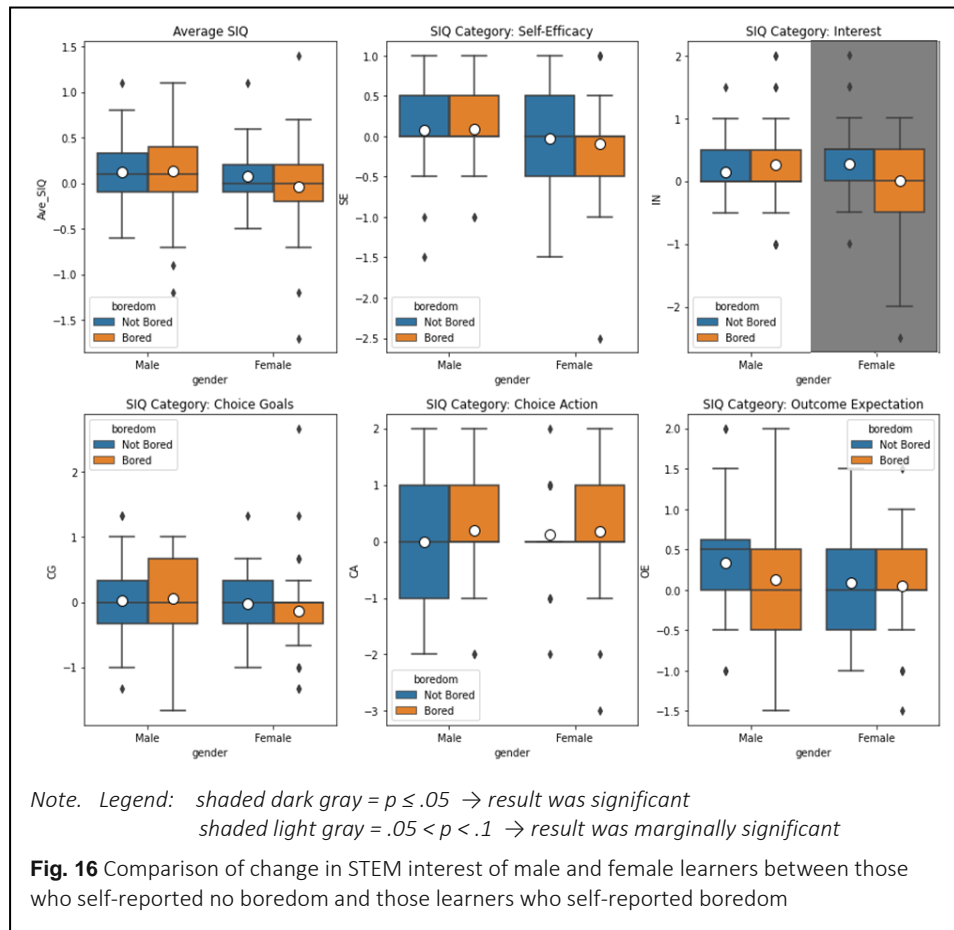 Average SIQ
1.5
1.0
0.5
0.0
−0.5
−1.0
−1.5
Ave_SIQ
boredom
Not Bored
Bored
Male
Female
gender
SIQ Category: Self-Efficacy
1.0
0.5
0.0
−0.5
−1.0
−1.5
−2.0
−2.5
SE
boredom
Not Bored
Bored
Male
Female
gender
SIQ Category: Interest
2
1
0
−1
−2
IN
boredom
Not Bored
Bored
Male
Female
gender
SIQ Category: Choice Goals
boredom
Not Bored
Bored
2
1
0
−1
CG
Male
Female
gender
SIQ Category: Choice Action
2
1
0
−1
−2
−3
CA
boredom
Not Bored
Bored
Male
Female
gender
SIQ Catgeory: Outcome Expectation
boredom
Not Bored
Bored
2.0
1.5
1.0
0.5
0.0
−0.5
−1.0
−1.5
OE
Male
Female
gender
Note. Legend: shaded dark gray = p ≤ .05 → result was significant
shaded light gray = .05 < p < .1 → result was marginally significant
Fig. 16 Comparison of change in STEM interest of male and female learners between those
who self-reported no boredom and those learners who self-reported boredom